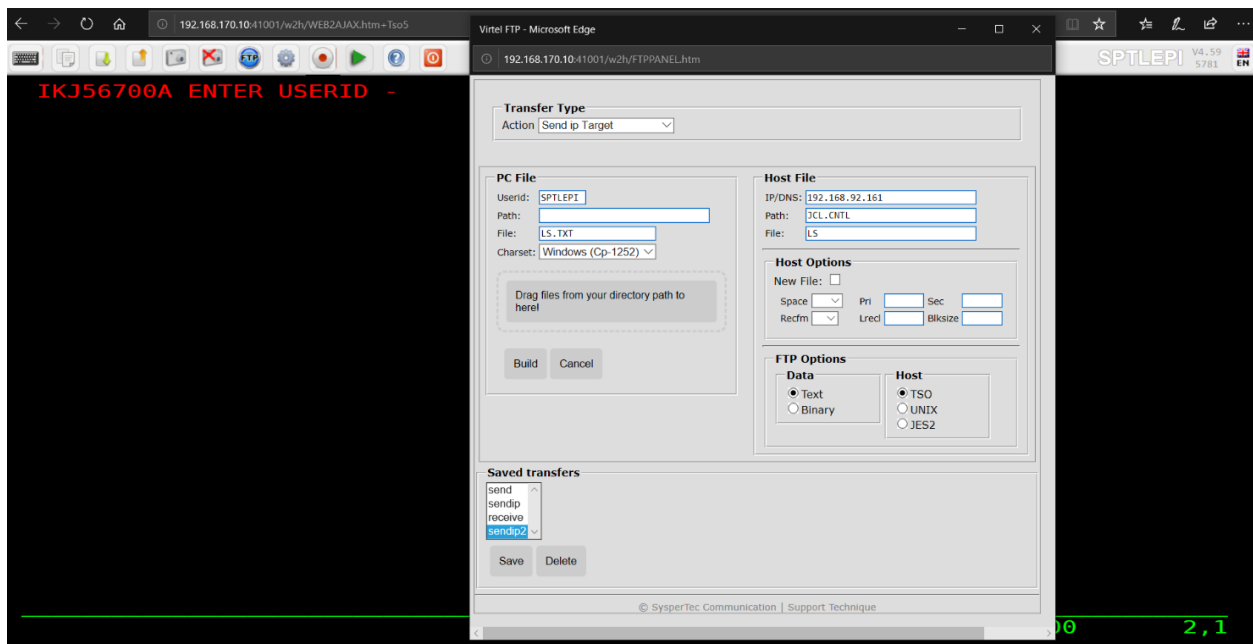 192.168.170.10:41001/w2h/WEB2AJAX.htm+Tso5
FTP
SPTLEPI
V4.59
5781
EN
IKJ56700A ENTER USERID -
Virtel FTP - Microsoft Edge
192.168.170.10:41001/w2h/FTPPANEL.htm
Transfer Type
Action Send ip Target
PC File
Userid: SPTLEPI
Path:
File: LS.TXT
Charset: Windows (Cp-1252)
Drag files from your directory path to
here!
Build Cancel
Host File
IP/DNS: 192.168.92.161
Path: JCL.CNTL
File: LS
Host Options
New File:
Space Pri Sec
Recfm Lrecl Blksize
FTP Options
Data
Text
Binary
Host
TSO
UNIX
JES2
Saved transfers
send
sendip
receive
sendip2
Save Delete
© SysperTec Communication | Support Technique
00 2,1